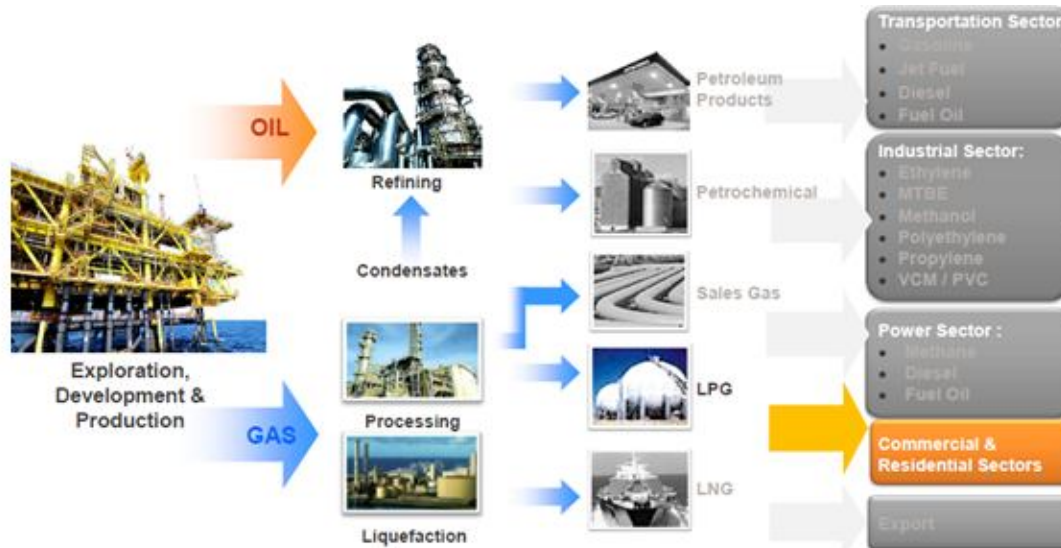 Exploration,
Development &
Production
OIL
GAS
Refining
Condensates
Processing
Liquefaction
Petroleum
Products
Petrochemical
Sales Gas
LPG
LNG
Transportation Sector
• Gasoline
• Jet Fuel
• Diesel
• Fuel Oil
Industrial Sector:
• Ethylene
• MTBE
• Methanol
• Polyethylene
• Propylene
• VCM / PVC
Power Sector :
• Methane
• Diesel
• Fuel Oil
Commercial &
Residential Sectors
Export